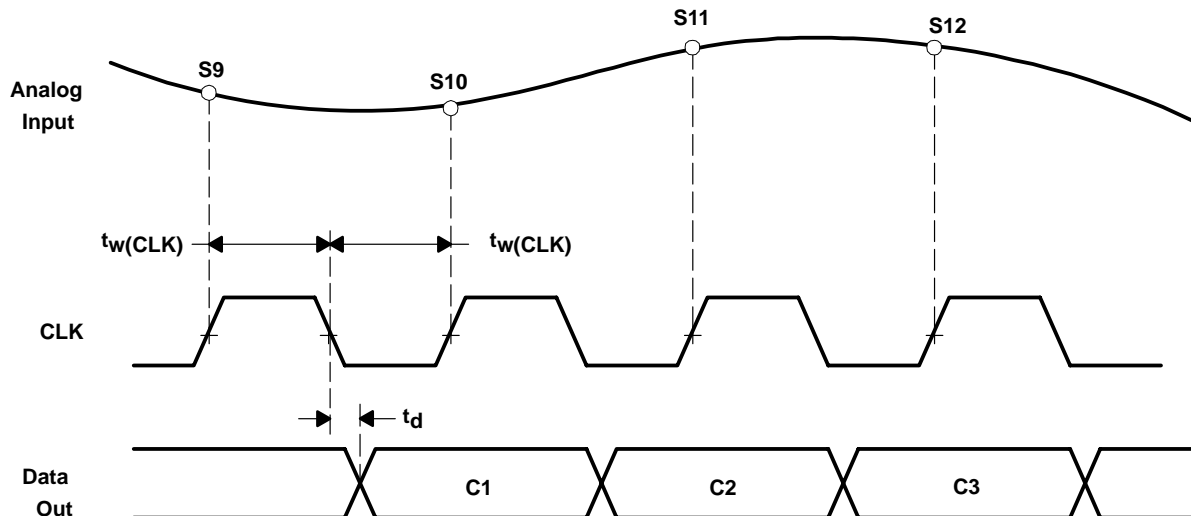 S11
S12
S9
S10
Analog
Input
tw(CLK)
tw(CLK)
CLK
td
Data
Out
C1
C2
C3